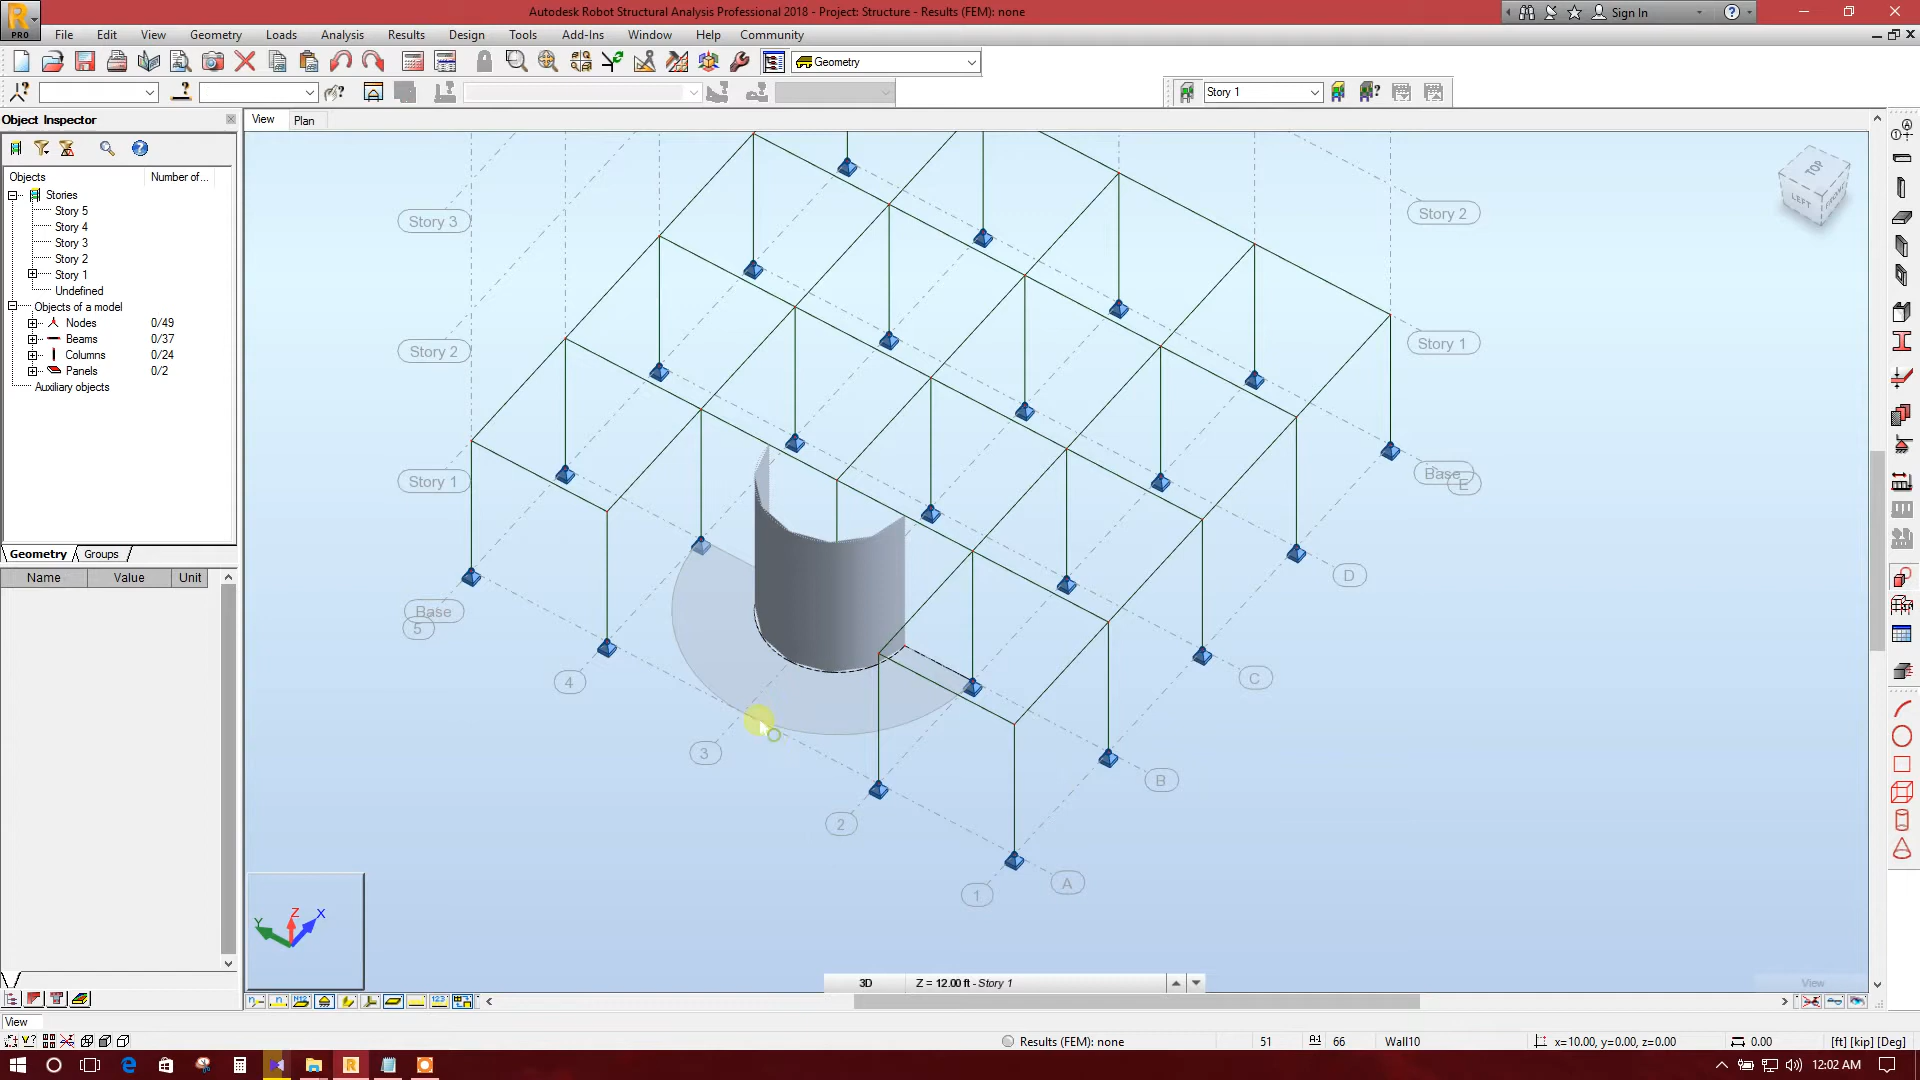 Autodesk Robot Structural Analysis Professional 2018 - Project: Structure - Results (FEM): none
Sign In
PRO
File Edit View Geometry Loads Analysis Results Design Tools Add-Ins Window Help Community
Geometry
Story 1
Object Inspector
View Plan
Objects Number of...
Stories
Story 5
Story 4
Story 3
Story 2
Story 1
Undefined
Objects of a model
Nodes 0/49
Beams 0/37
Columns 0/24
Panels 0/2
Auxiliary objects
Geometry Groups
Name Value Unit
Story 3
Story 2
Story 1
Base
5
4
3
2
1
A
B
C
D
E
Base
Story 1
Story 2
TOP
LEFT
FRONT
X
Y
Z
3D Z = 12.00 ft - Story 1
View
View
Results (FEM): none 51 66 Wall10 x=10.00, y=0.00, z=0.00 0.00 [ft] [kip] [Deg]
12:02 AM